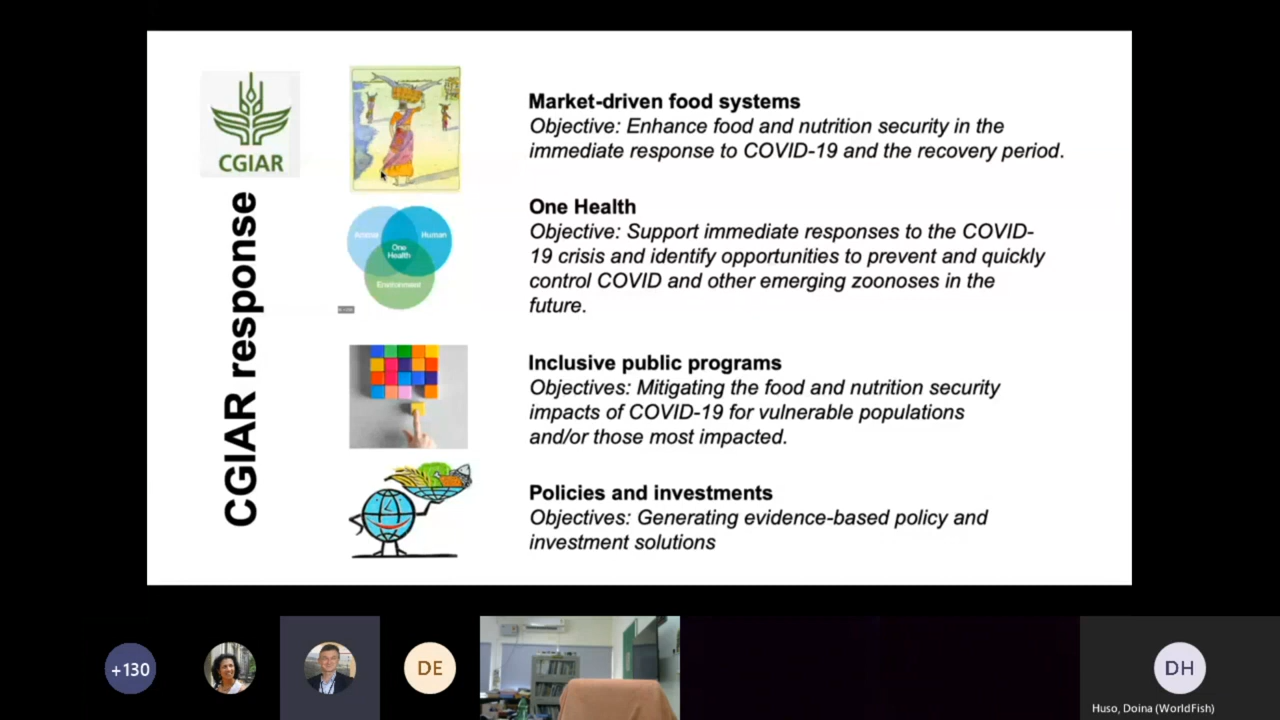 CGIAR
CGIAR response
Market-driven food systems
Objective: Enhance food and nutrition security in the
immediate response to COVID-19 and the recovery period.
Animal
Human
One
Health
Environment
One Health
Objective: Support immediate responses to the COVID-
19 crisis and identify opportunities to prevent and quickly
control COVID and other emerging zoonoses in the
future.
Inclusive public programs
Objectives: Mitigating the food and nutrition security
impacts of COVID-19 for vulnerable populations
and/or those most impacted.
Policies and investments
Objectives: Generating evidence-based policy and
investment solutions
+130
DE
DH
Huso, Doina (WorldFish)